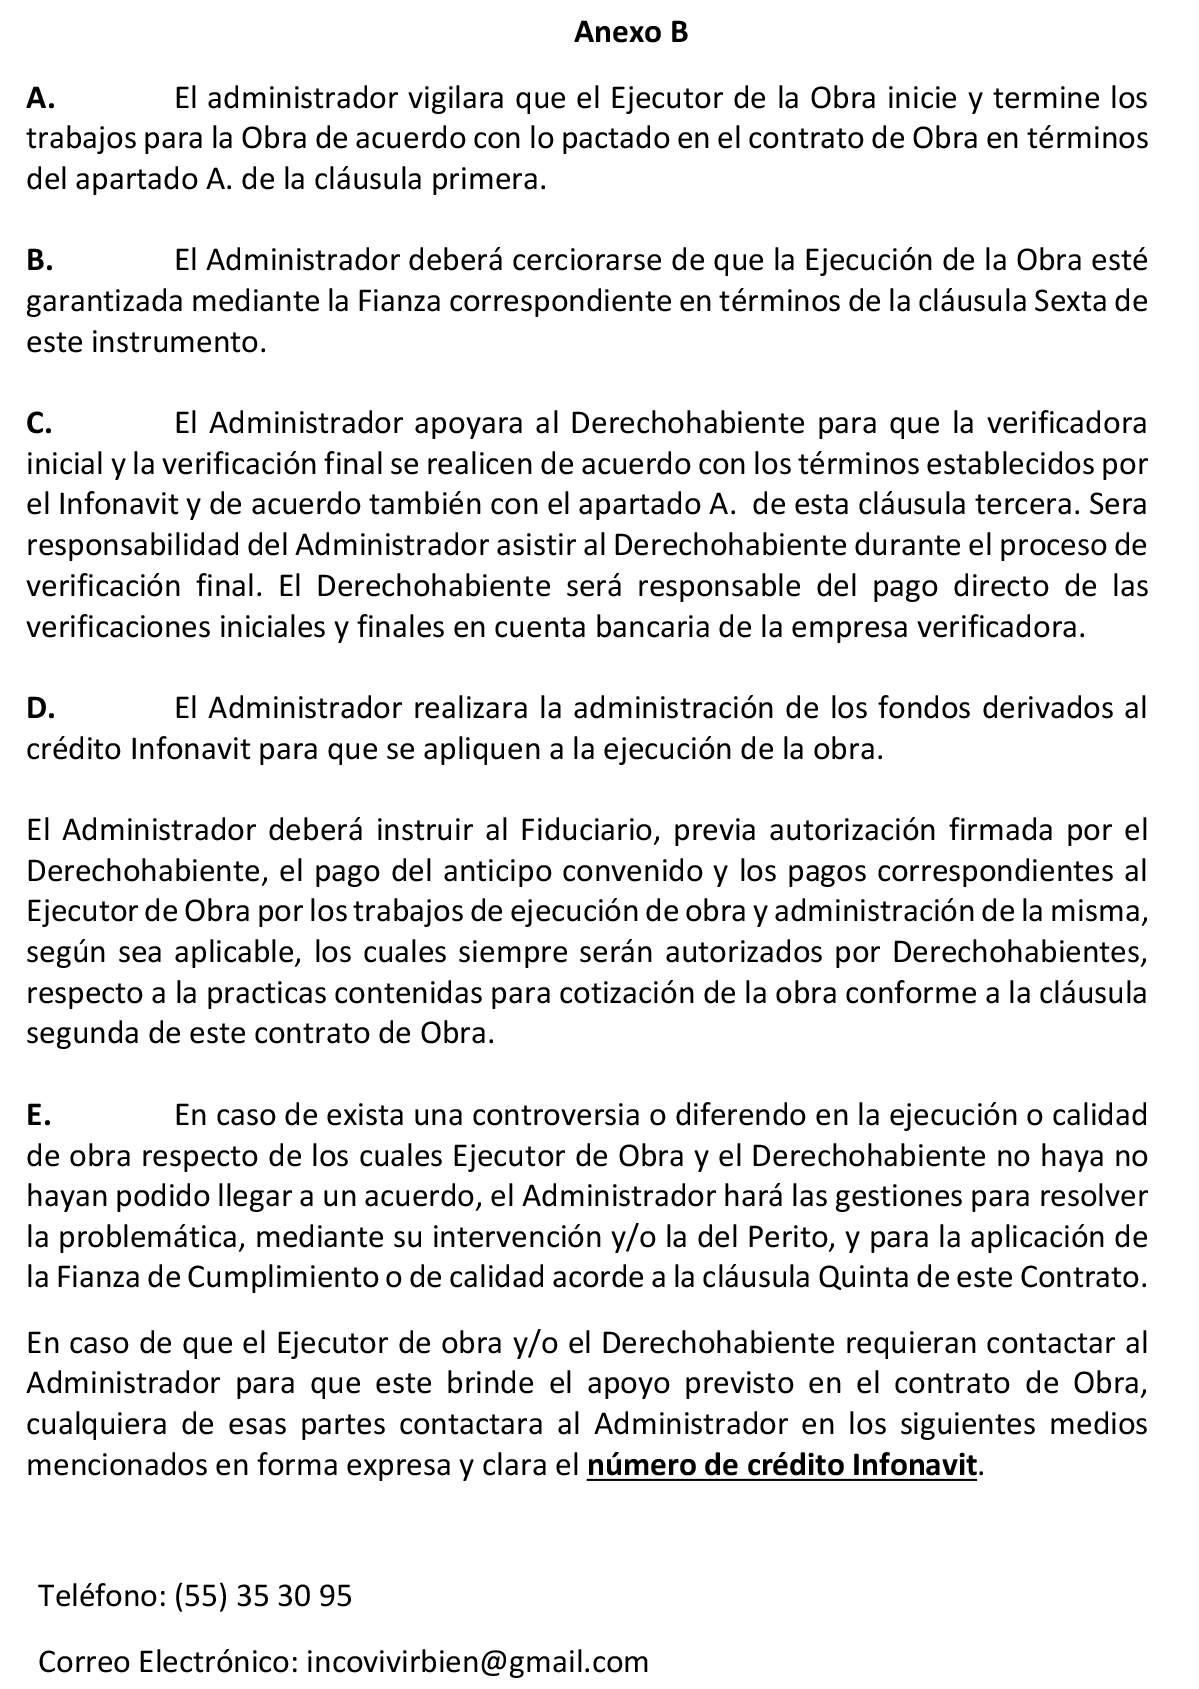 Anexo B
A. El administrador vigilara que el Ejecutor de la Obra inicie y termine los
trabajos para la Obra de acuerdo con lo pactado en el contrato de Obra en términos
del apartado A. de la cláusula primera.
B. El Administrador deberá cerciorarse de que la Ejecución de la Obra esté
garantizada mediante la Fianza correspondiente en términos de la cláusula Sexta de
este instrumento.
C. El Administrador apoyara al Derechohabiente para que la verificadora
inicial y la verificación final se realicen de acuerdo con los términos establecidos por
el Infonavit y de acuerdo también con el apartado A. de esta cláusula tercera. Sera
responsabilidad del Administrador asistir al Derechohabiente durante el proceso de
verificación final. El Derechohabiente será responsable del pago directo de las
verificaciones iniciales y finales en cuenta bancaria de la empresa verificadora.
D. El Administrador realizara la administración de los fondos derivados al
crédito Infonavit para que se apliquen a la ejecución de la obra.
El Administrador deberá instruir al Fiduciario, previa autorización firmada por el
Derechohabiente, el pago del anticipo convenido y los pagos correspondientes al
Ejecutor de Obra por los trabajos de ejecución de obra y administración de la misma,
según sea aplicable, los cuales siempre serán autorizados por Derechohabientes,
respecto a la practicas contenidas para cotización de la obra conforme a la cláusula
segunda de este contrato de Obra.
E. En caso de exista una controversia o diferendo en la ejecución o calidad
de obra respecto de los cuales Ejecutor de Obra y el Derechohabiente no haya no
hayan podido llegar a un acuerdo, el Administrador hará las gestiones para resolver
la problemática, mediante su intervención y/o la del Perito, y para la aplicación de
la Fianza de Cumplimiento o de calidad acorde a la cláusula Quinta de este Contrato.
En caso de que el Ejecutor de obra y/o el Derechohabiente requieran contactar al
Administrador para que este brinde el apoyo previsto en el contrato de Obra,
cualquiera de esas partes contactara al Administrador en los siguientes medios
mencionados en forma expresa y clara el número de crédito Infonavit.
Teléfono: (55) 35 30 95
Correo Electrónico: incovivirbien@gmail.com